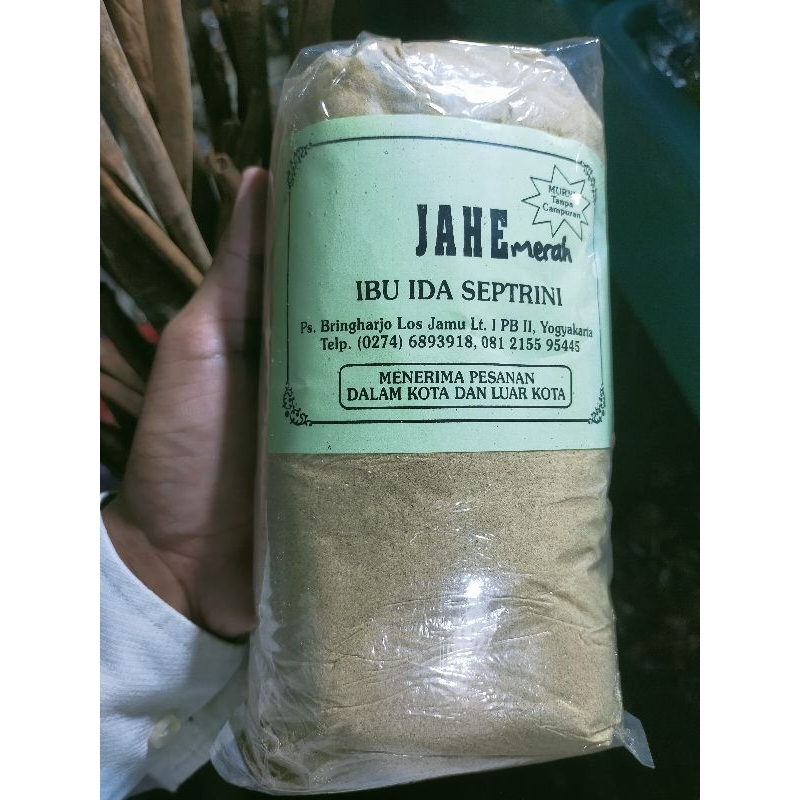 MURNI
Tanpa
Campuran
JAHE merah
IBU IDA SEPTRINI
Ps. Bringharjo Los Jamu Lt. I PB II, Yogyakarta
Telp. (0274) 6893918, 081 2155 95445
MENERIMA PESANAN
DALAM KOTA DAN LUAR KOTA